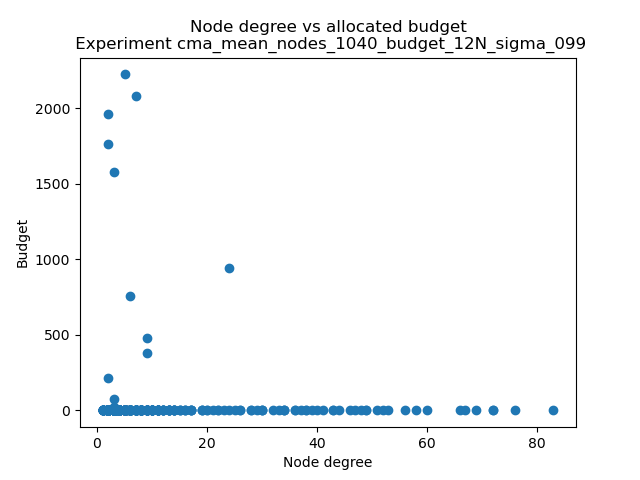 Node degree vs allocated budget
Experiment cma_mean_nodes_1040_budget_12N_sigma_099
2000
1500
1000
500
0
Budget
0 20 40 60 80
Node degree